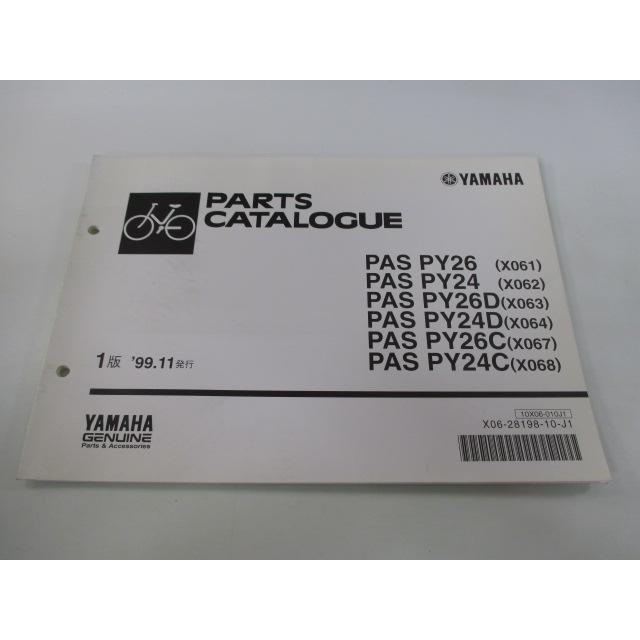 YAMAHA
PARTS
CATALOGUE
PAS PY26 (X061)
PAS PY24 (X062)
PAS PY26D(X063)
PAS PY24D(X064)
PAS PY26C(X067)
PAS PY24C(X068)
1版 '99.11発行
YAMAHA
GENUINE
Parts & Accessories
10X06-010J1
X06-28198-10-J1